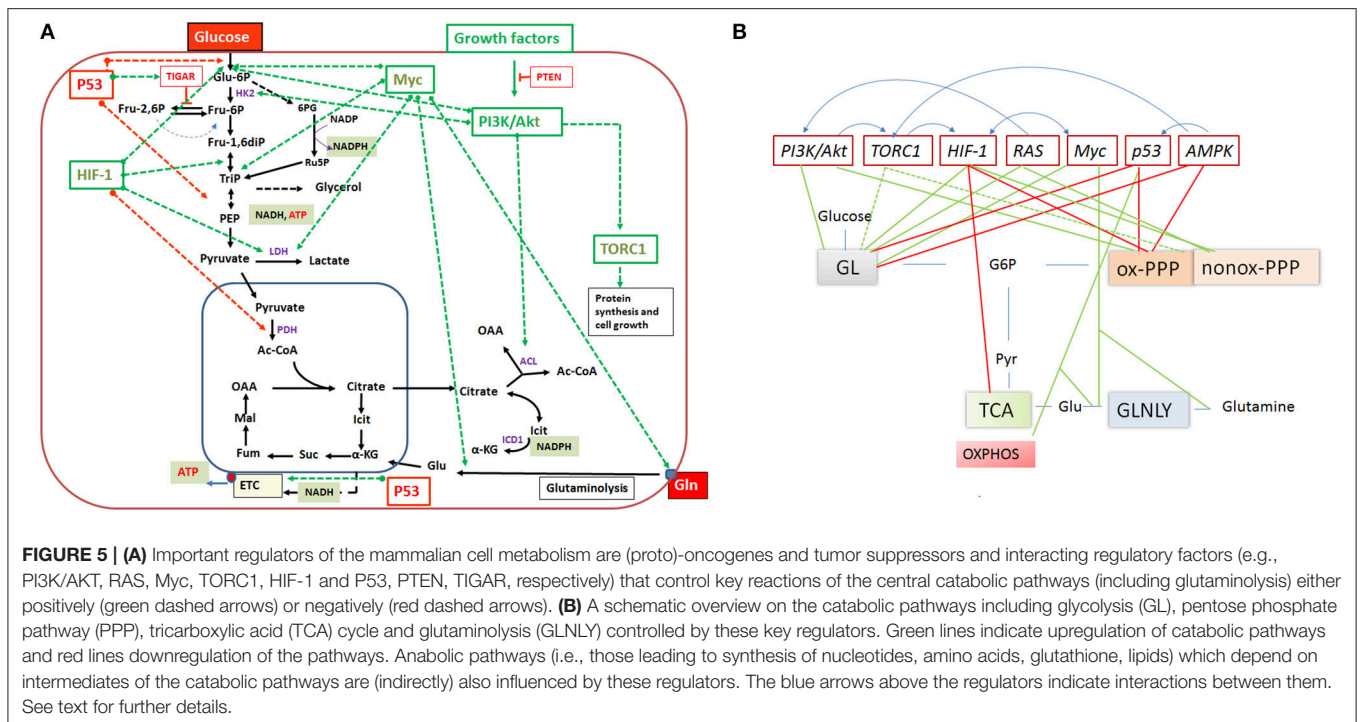 A
Glucose
Growth factors
P53
TIGAR
Glu-6P
Myc
PTEN
HK2
Fru-2,6P
Fru-6P
6PG
NADP
PI3K/Akt
NADPH
Fru-1,6diP
Ru5P
HIF-1
TriP
Glycerol
PEP
NADH, ATP
LDH
TORC1
Pyruvate
Lactate
Protein
synthesis and
cell growth
Pyruvate
PDH
OAA
Ac-CoA
ACL
Ac-CoA
OAA
Citrate
Citrate
Mal
Icit
Icit
ICD1
NADPH
α-KG
Fum
Suc
α-KG
Glu
ATP
ETC
NADH
P53
Glutaminolysis
Gln
B
PI3K/Akt
TORC1
HIF-1
RAS
Myc
p53
AMPK
Glucose
GL
G6P
ox-PPP
nonox-PPP
Pyr
TCA
Glu
GLNLY
Glutamine
OXPHOS
FIGURE 5 | (A) Important regulators of the mammalian cell metabolism are (proto)-oncogenes and tumor suppressors and interacting regulatory factors (e.g.,
PI3K/AKT, RAS, Myc, TORC1, HIF-1 and P53, PTEN, TIGAR, respectively) that control key reactions of the central catabolic pathways (including glutaminolysis) either
positively (green dashed arrows) or negatively (red dashed arrows). (B) A schematic overview on the catabolic pathways including glycolysis (GL), pentose phosphate
pathway (PPP), tricarboxylic acid (TCA) cycle and glutaminolysis (GLNLY) controlled by these key regulators. Green lines indicate upregulation of catabolic pathways
and red lines downregulation of the pathways. Anabolic pathways (i.e., those leading to synthesis of nucleotides, amino acids, glutathione, lipids) which depend on
intermediates of the catabolic pathways are (indirectly) also influenced by these regulators. The blue arrows above the regulators indicate interactions between them.
See text for further details.